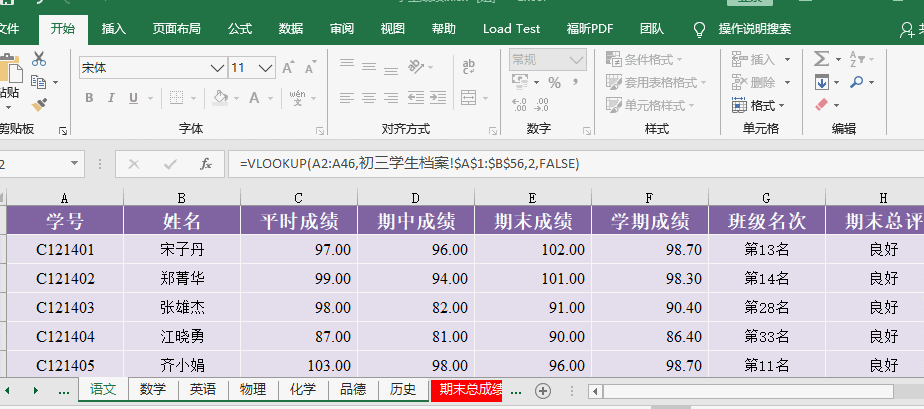 开始 插入 页面布局 公式 数据 审阅 视图 帮助 Load Test 福昕PDF 团队 操作说明搜索
宋体 11 A A ab 常规 条件格式 插入
粘贴 B I U A wén 文 % 套用表格格式 删除
单元格样式 格式
剪贴板 字体 对齐方式 数字 样式 单元格 编辑
2 fx =VLOOKUP(A2:A46,初三学生档案!$A$1:$B$56,2,FALSE)
A B C D E F G H
学号 姓名 平时成绩 期中成绩 期末成绩 学期成绩 班级名次 期末总评
C121401 宋子丹 97.00 96.00 102.00 98.70 第13名 良好
C121402 郑菁华 99.00 94.00 101.00 98.30 第14名 良好
C121403 张雄杰 98.00 82.00 91.00 90.40 第28名 良好
C121404 江晓勇 87.00 81.00 90.00 86.40 第33名 良好
C121405 齐小娟 103.00 98.00 96.00 98.70 第11名 良好
... 语文 数学 英语 物理 化学 品德 历史 期末总成绩 ...